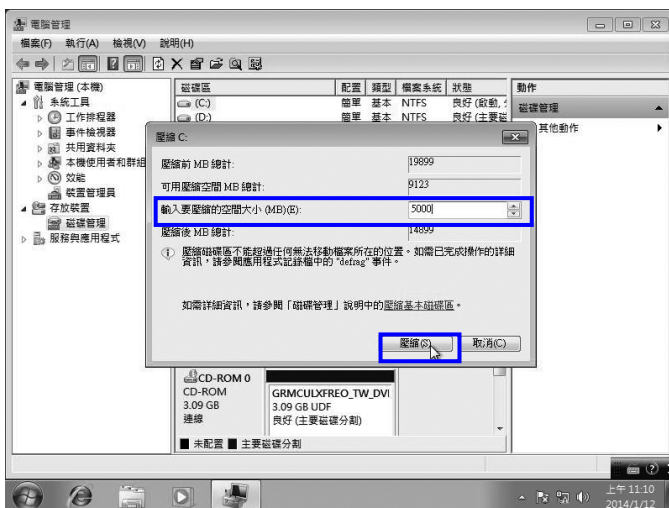 電腦管理
檔案(F) 執行(A) 檢視(V) 說明(H)
電腦管理 (本機)
系統工具
工作排程器
事件檢視器
共用資料夾
本機使用者和群組
效能
裝置管理員
存放裝置
磁碟管理
服務與應用程式
磁碟區 配置 類型 檔案系統 狀態
(C:) 簡單 基本 NTFS 良好 (啟動,
(D:) 簡單 基本 NTFS 良好 (主要磁
動作
磁碟管理
其他動作
壓縮 C:
壓縮前 MB 總計: 19899
可用壓縮空間 MB 總計: 9123
輸入要壓縮的空間大小 (MB)(E): 5000
壓縮後 MB 總計: 14899
壓縮磁碟區不能超過任何無法移動檔案所在的位置。如需已完成操作的詳細
資訊，請參閱應用程式記錄檔中的 "defrag" 事件。
如需詳細資訊，請參閱「磁碟管理」說明中的壓縮基本磁碟區。
壓縮(S) 取消(C)
CD-ROM 0
CD-ROM
3.09 GB
連線
GRMCULXFREO_TW_DVI
3.09 GB UDF
良好 (主要磁碟分割)
未配置 主要磁碟分割
上午 11:10
2014/1/12